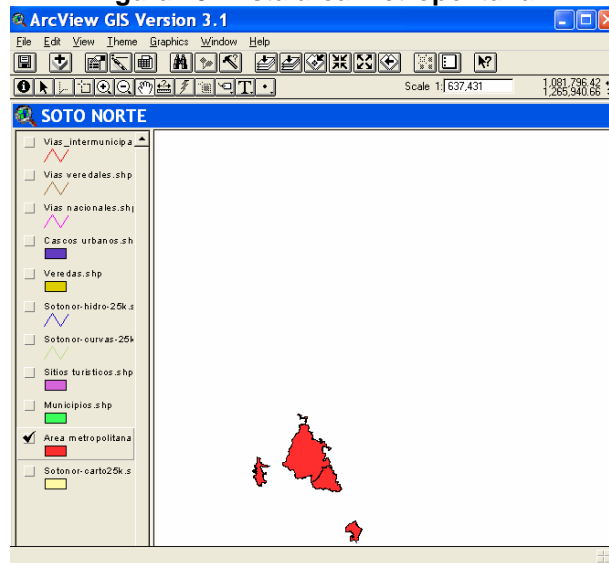 ArcView GIS Version 3.1
File Edit View Theme Graphics Window Help
Scale 1: 637,431
1,081,796.42
1,265,940.66
SOTO NORTE
Vias_intermunicipa
Vias veredales.shp
Vias nacionales.shp
Cascos urbanos.sh
Veredas.shp
Sotonor-hidro-25k.s
Sotonor-curvas-25k
Sitios turisticos.shp
Municipios.shp
Area metropolitana
Sotonor-carto25k.s